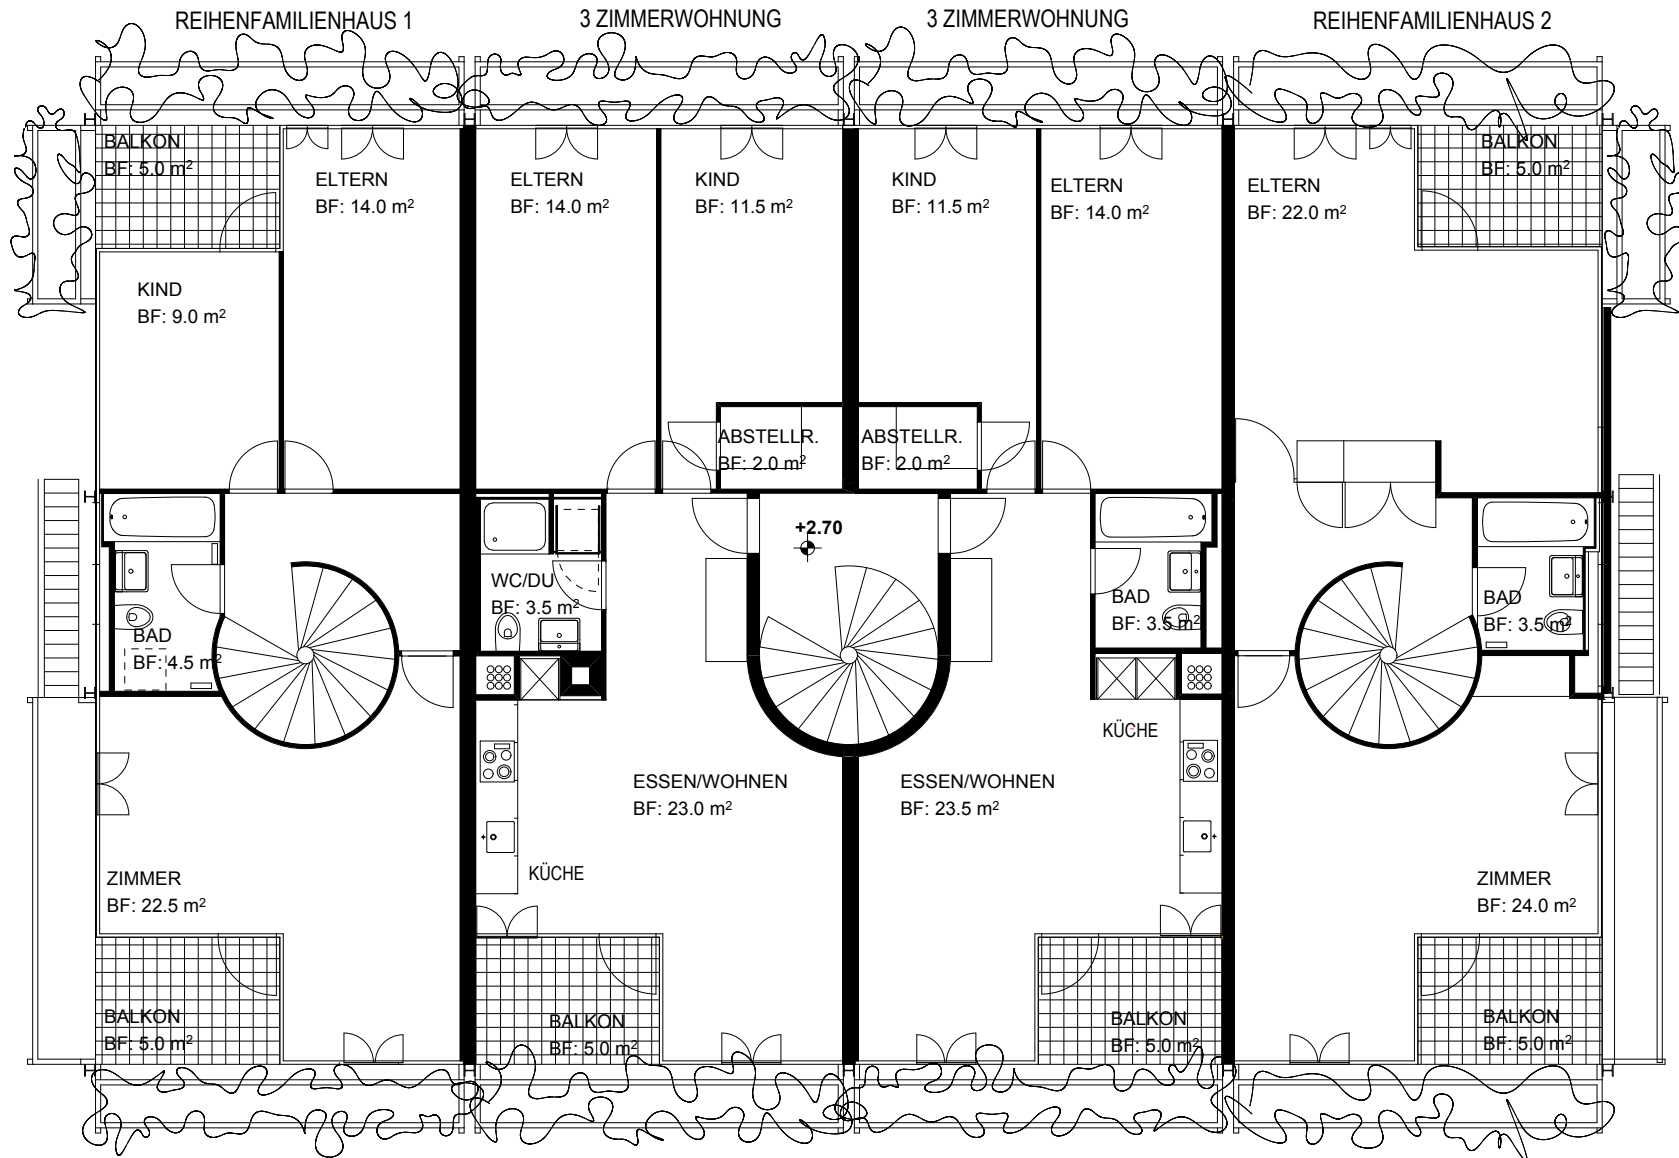 REIHENFAMILIENHAUS 1
3 ZIMMERWOHNUNG
3 ZIMMERWOHNUNG
REIHENFAMILIENHAUS 2
BALKON
BF: 5.0 m²
ELTERN
BF: 14.0 m²
ELTERN
BF: 14.0 m²
KIND
BF: 11.5 m²
KIND
BF: 11.5 m²
ELTERN
BF: 14.0 m²
ELTERN
BF: 22.0 m²
BALKON
BF: 5.0 m²
KIND
BF: 9.0 m²
ABSTELLR.
BF: 2.0 m²
ABSTELLR.
BF: 2.0 m²
+2.70
WC/DU
BF: 3.5 m²
BAD
BF: 3.5 m²
BAD
BF: 3.5 m²
BAD
BF: 4.5 m²
KÜCHE
ESSEN/WOHNEN
BF: 23.0 m²
ESSEN/WOHNEN
BF: 23.5 m²
KÜCHE
ZIMMER
BF: 22.5 m²
ZIMMER
BF: 24.0 m²
BALKON
BF: 5.0 m²
BALKON
BF: 5.0 m²
BALKON
BF: 5.0 m²
BALKON
BF: 5.0 m²